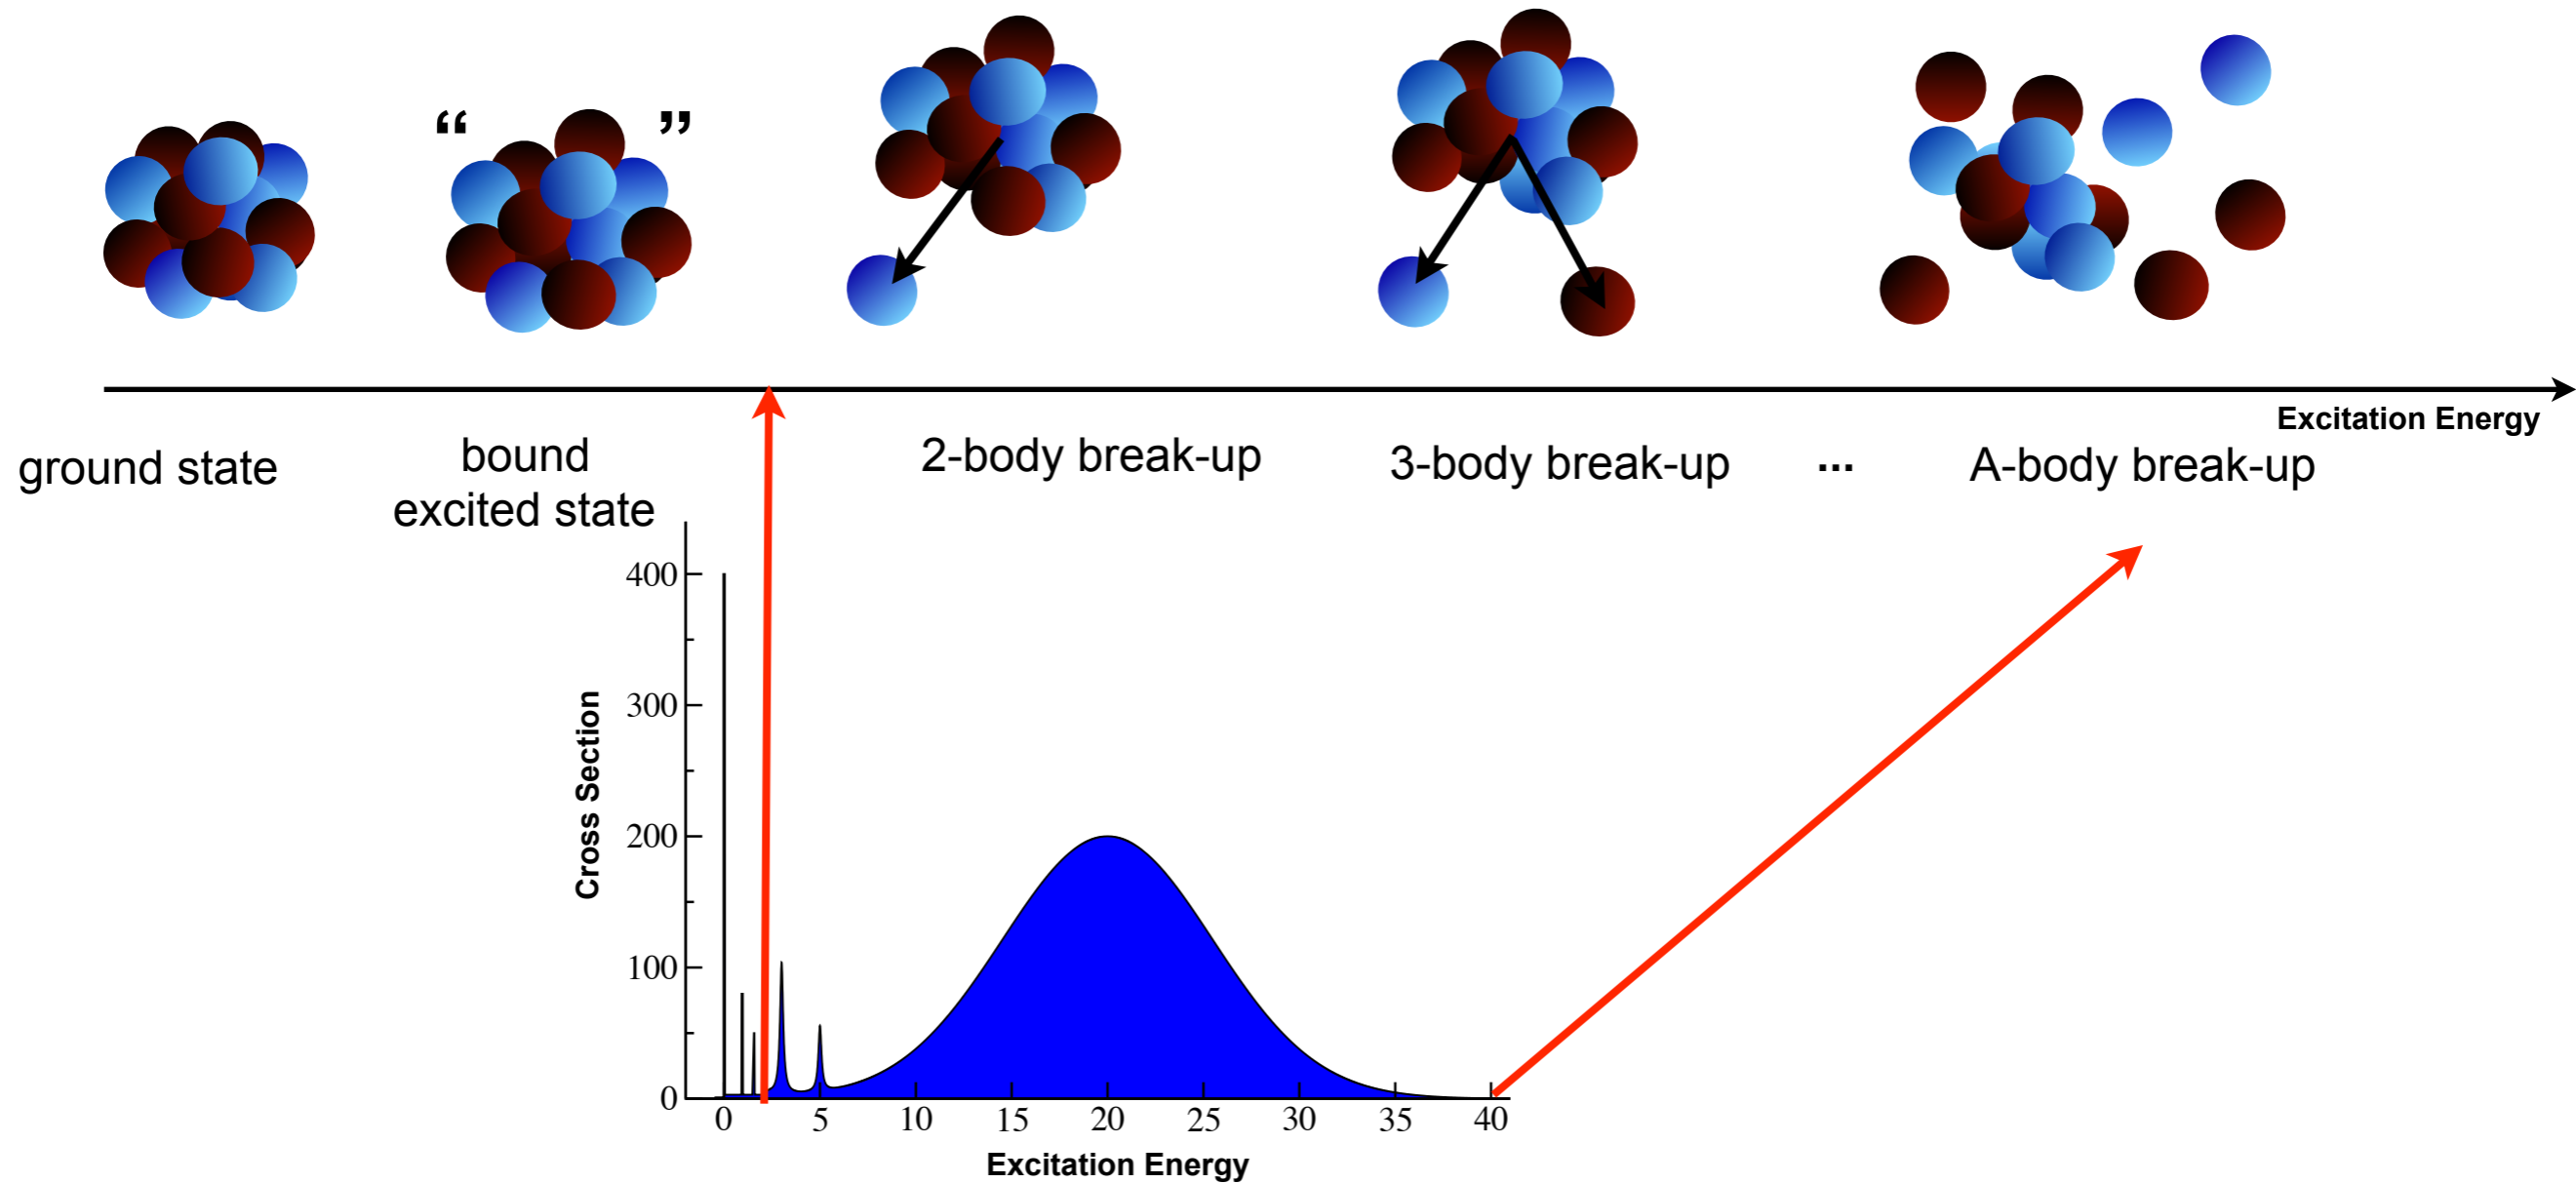 “ ”
Excitation Energy
ground state
bound
excited state
2-body break-up
3-body break-up
...
A-body break-up
400
300
200
100
0
Cross Section
0 5 10 15 20 25 30 35 40
Excitation Energy